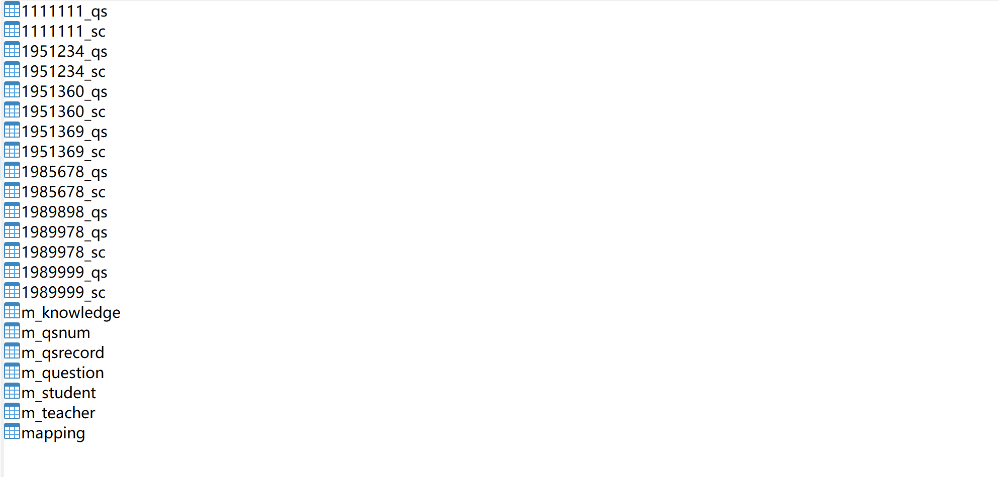 1111111_qs
1111111_sc
1951234_qs
1951234_sc
1951360_qs
1951360_sc
1951369_qs
1951369_sc
1985678_qs
1985678_sc
1989898_qs
1989978_qs
1989978_sc
1989999_qs
1989999_sc
m_knowledge
m_qsnum
m_qsrecord
m_question
m_student
m_teacher
mapping